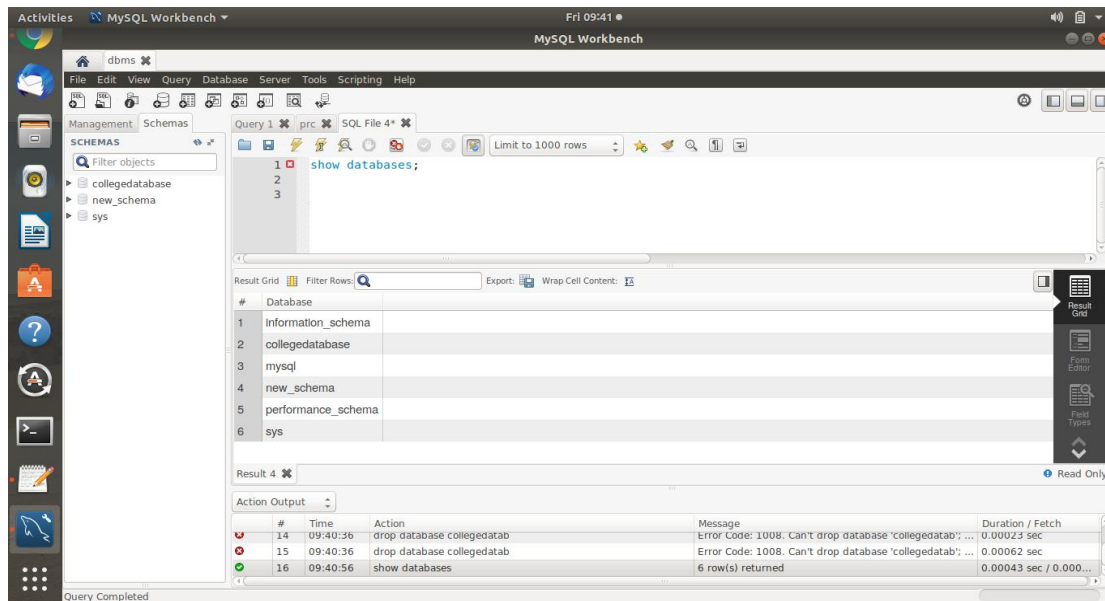 Activities MySQL Workbench Fri 09:41
MySQL Workbench
dbms
File Edit View Query Database Server Tools Scripting Help
Management Schemas Query 1 prc SQL File 4*
SCHEMAS Limit to 1000 rows
Filter objects 1 show databases;
collegedatabase 2
new_schema 3
sys
Result Grid Filter Rows: Export: Wrap Cell Content:
# Database
1 information_schema
2 collegedatabase
3 mysql
4 new_schema
5 performance_schema
6 sys
Result Grid
Form Editor
Field Types
Result 4 Read Only
Action Output
# Time Action Message Duration / Fetch
14 09:40:36 drop database collegedatab Error Code: 1008. Can't drop database 'collegedatab'; ... 0.00023 sec
15 09:40:36 drop database collegedatab Error Code: 1008. Can't drop database 'collegedatab'; ... 0.00062 sec
16 09:40:56 show databases 6 row(s) returned 0.00043 sec / 0.000...
Query Completed